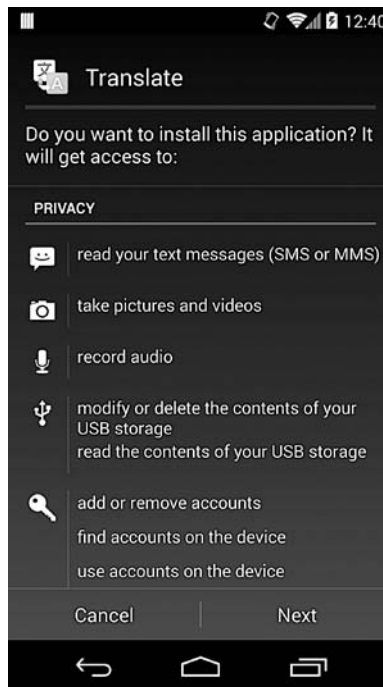 12:40
文
A
Translate
Do you want to install this application? It
will get access to:
PRIVACY
read your text messages (SMS or MMS)
take pictures and videos
record audio
modify or delete the contents of your
USB storage
read the contents of your USB storage
add or remove accounts
find accounts on the device
use accounts on the device
Cancel
Next